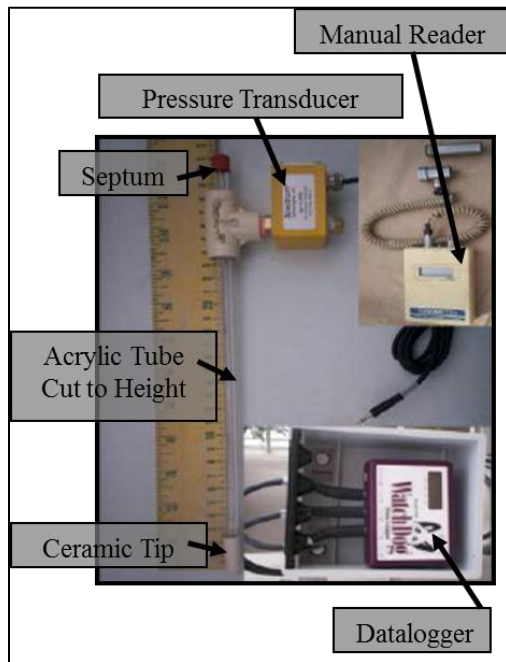 Manual Reader
Pressure Transducer
Septum
Acrylic Tube
Cut to Height
WatchDog
Ceramic Tip
Datalogger